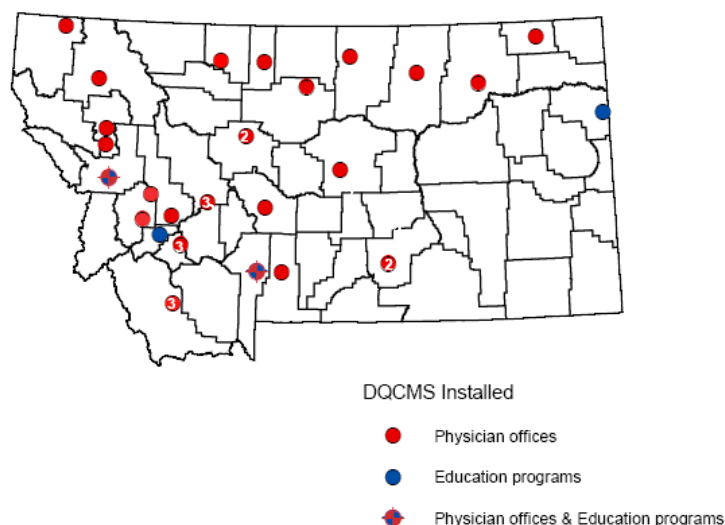 2
3
3
2
3
DQCMS Installed
Physician offices
Education programs
Physician offices & Education programs